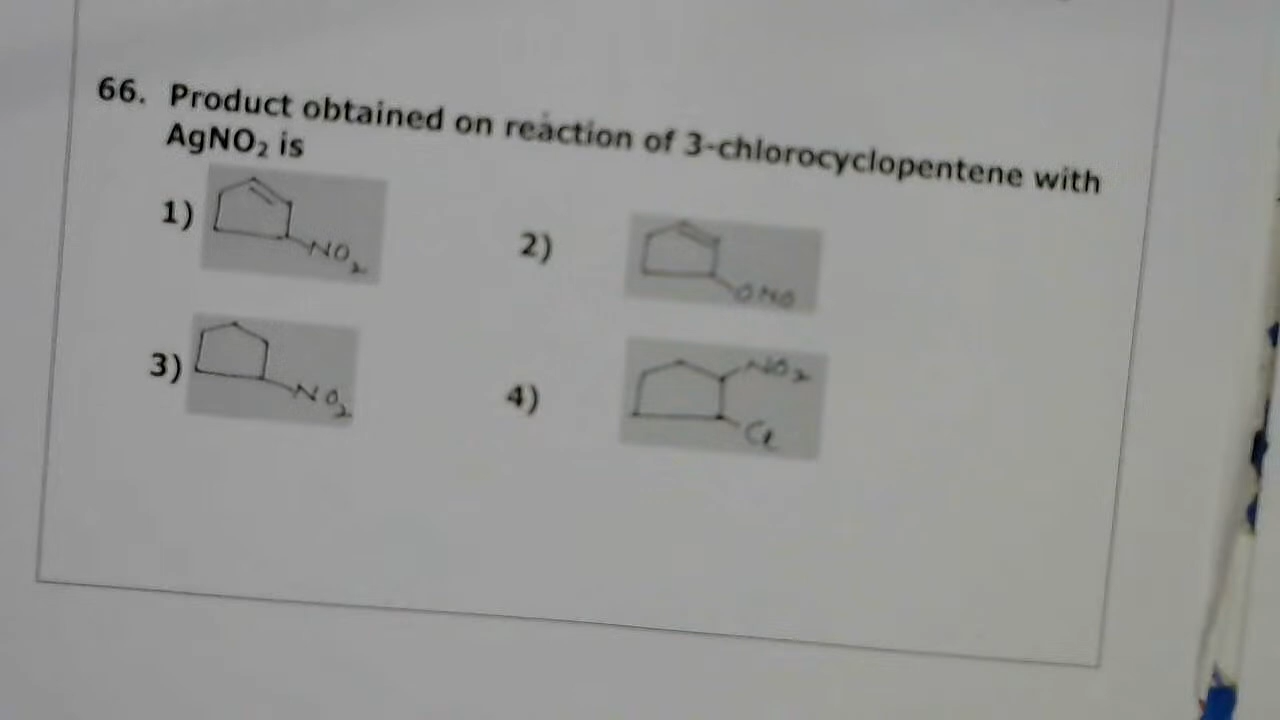 66. Product obtained on reaction of 3-chlorocyclopentene with
AgNO₂ is
1) NO₂
2) ONO
3) NO₂
4) NO₂
Cl